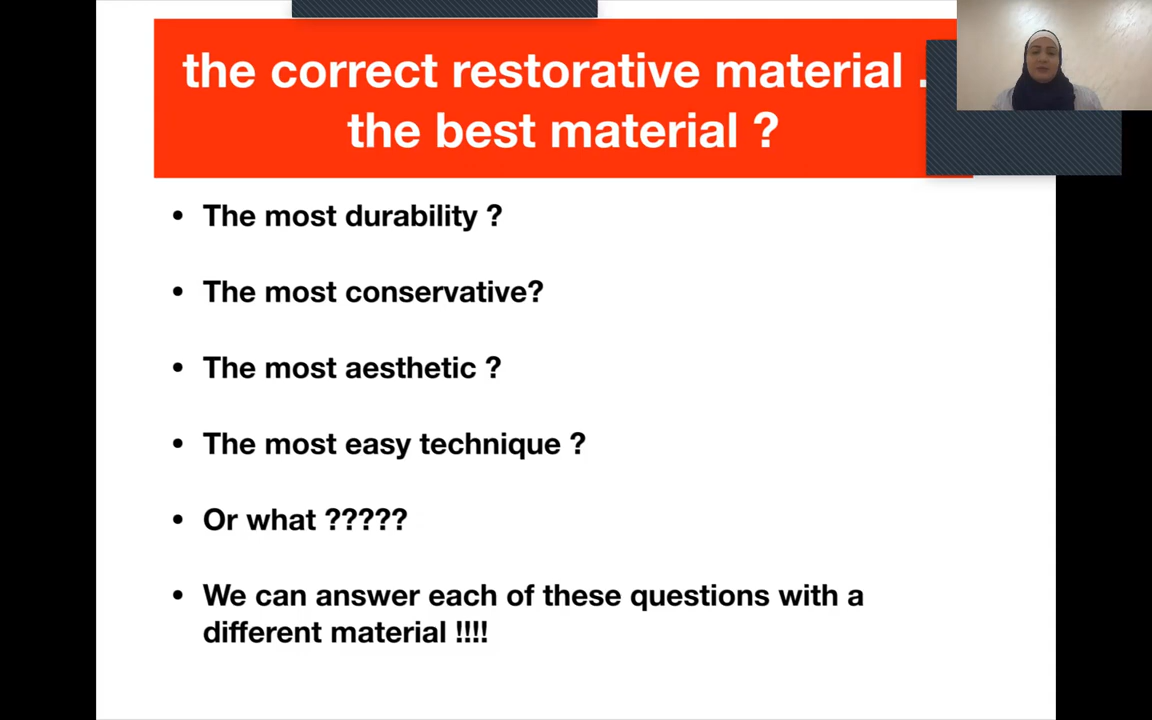 the correct restorative material .
the best material ?
• The most durability ?
• The most conservative?
• The most aesthetic ?
• The most easy technique ?
• Or what ?????
• We can answer each of these questions with a
different material !!!!